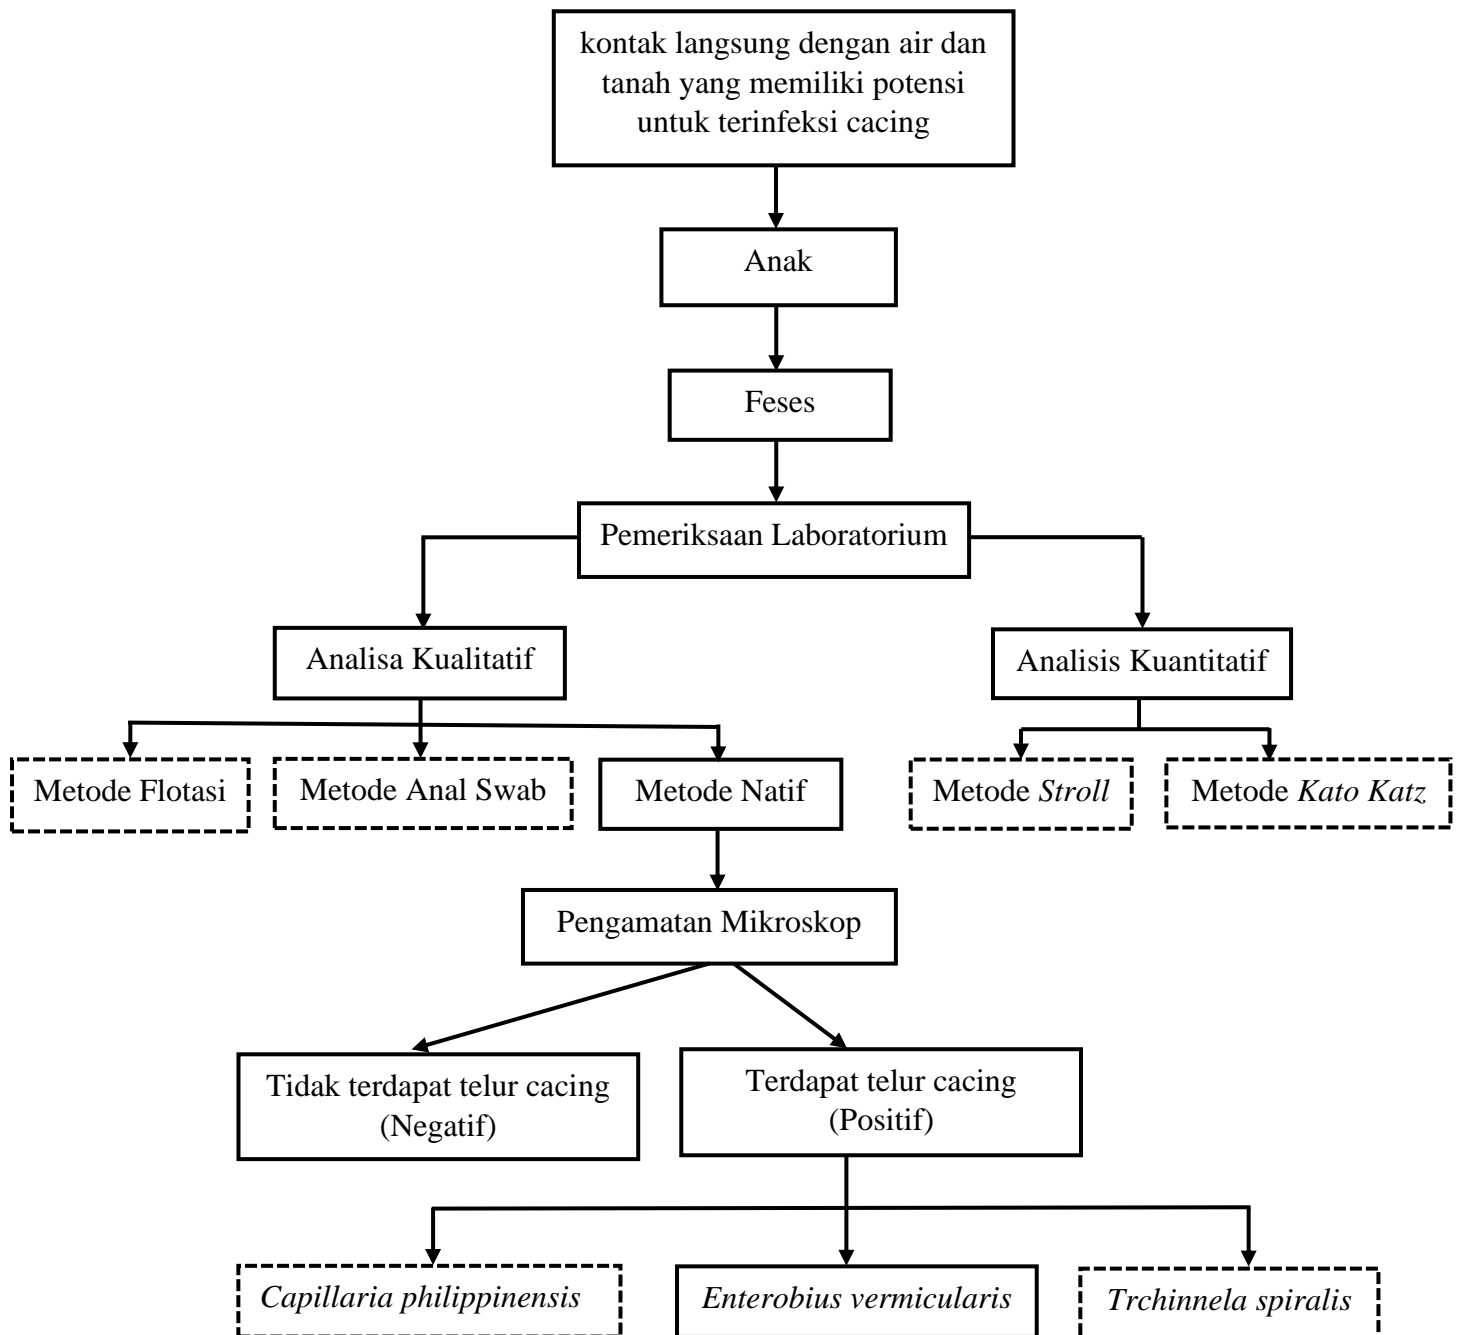 kontak langsung dengan air dan
tanah yang memiliki potensi
untuk terinfeksi cacing
Anak
Feses
Pemeriksaan Laboratorium
Analisa Kualitatif
Analisis Kuantitatif
Metode Flotasi
Metode Anal Swab
Metode Natif
Metode Stroll
Metode Kato Katz
Pengamatan Mikroskop
Tidak terdapat telur cacing
(Negatif)
Terdapat telur cacing
(Positif)
Capillaria philippinensis
Enterobius vermicularis
Trchinnela spiralis